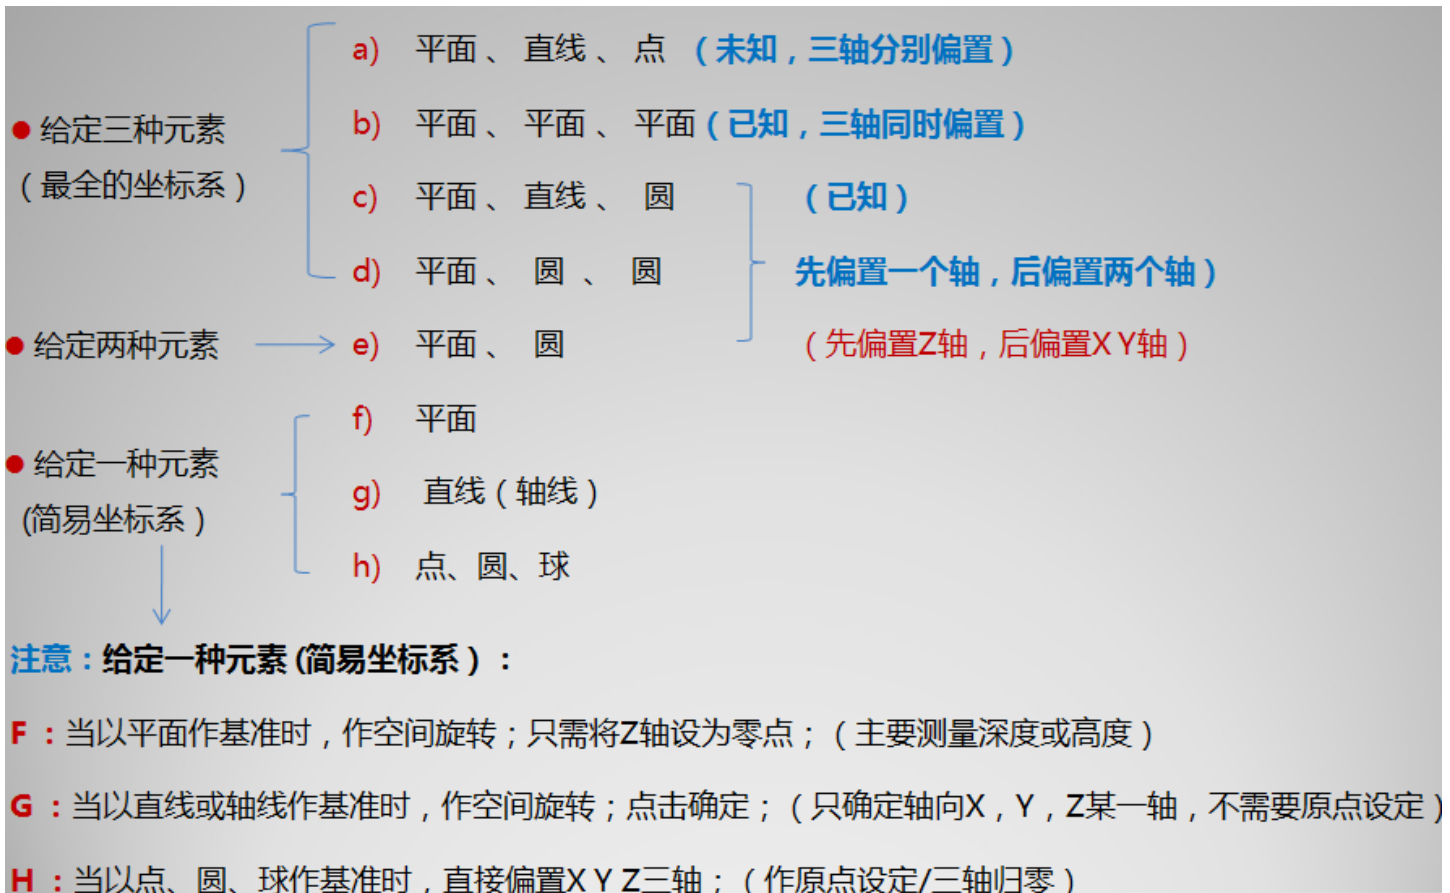 a) 平面 、 直线 、 点 （未知，三轴分别偏置）
● 给定三种元素
b) 平面 、 平面 、 平面（已知，三轴同时偏置）
（最全的坐标系）
c) 平面 、 直线 、 圆 （已知）
d) 平面 、 圆 、 圆 先偏置一个轴，后偏置两个轴）
● 给定两种元素
e) 平面 、 圆 （先偏置Z轴，后偏置X Y轴）
f) 平面
● 给定一种元素
g) 直线（轴线）
(简易坐标系）
h) 点、圆、球
注意：给定一种元素 (简易坐标系）：
F ：当以平面作基准时，作空间旋转；只需将Z轴设为零点；（主要测量深度或高度）
G ：当以直线或轴线作基准时，作空间旋转；点击确定；（只确定轴向X，Y，Z某一轴，不需要原点设定）
H ：当以点、圆、球作基准时，直接偏置X Y Z三轴；（作原点设定/三轴归零）